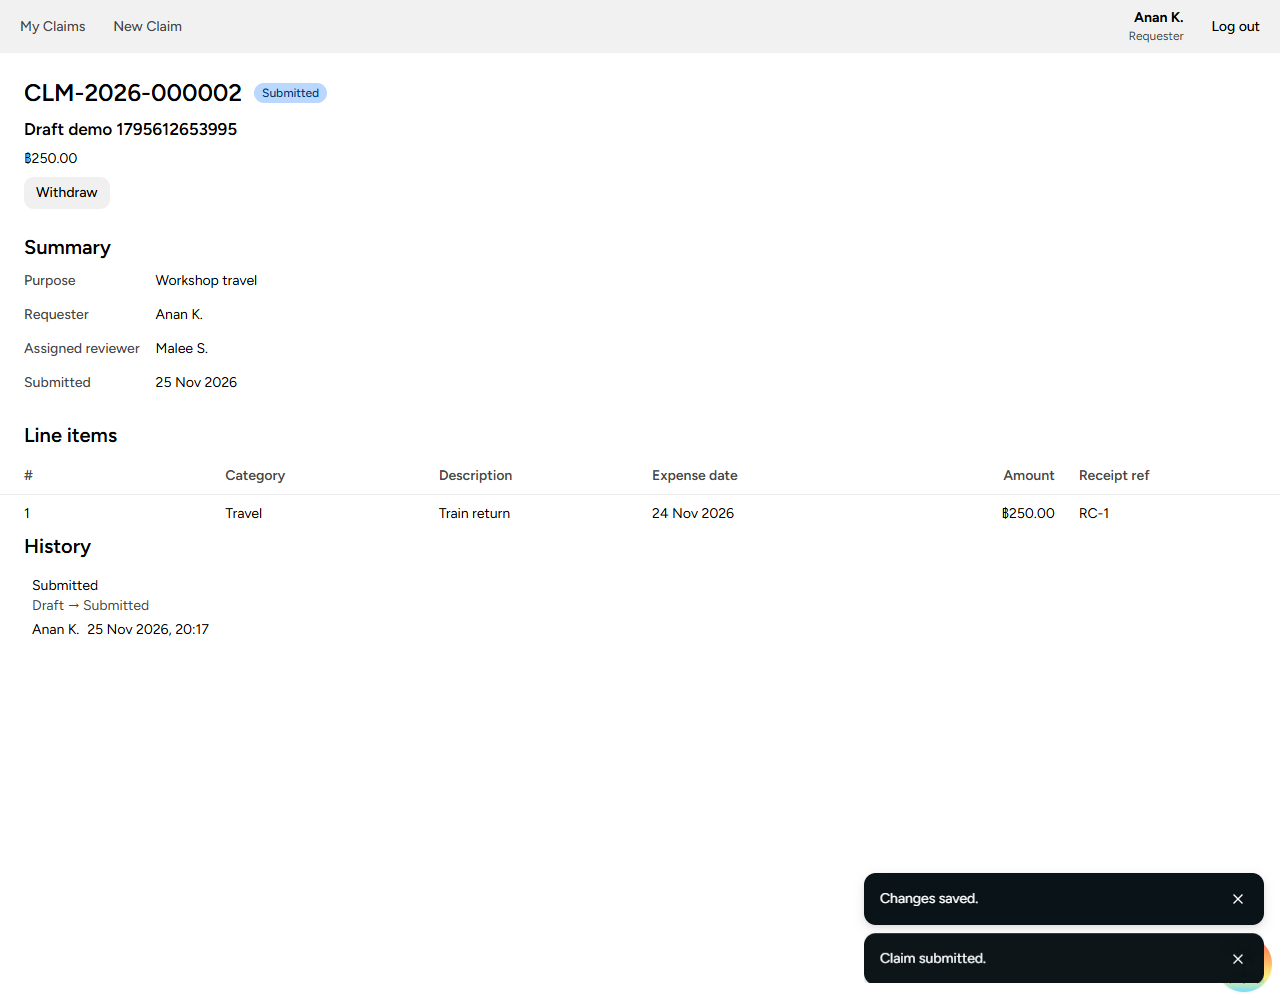 My Claims New Claim Anan K. Log out
Requester
CLM-2026-000002 Submitted
Draft demo 1795612653995
฿250.00
Withdraw
Summary
Purpose Workshop travel
Requester Anan K.
Assigned reviewer Malee S.
Submitted 25 Nov 2026
Line items
# Category Description Expense date Amount Receipt ref
1 Travel Train return 24 Nov 2026 ฿250.00 RC-1
History
Submitted
Draft → Submitted
Anan K. 25 Nov 2026, 20:17
Changes saved.
Claim submitted.